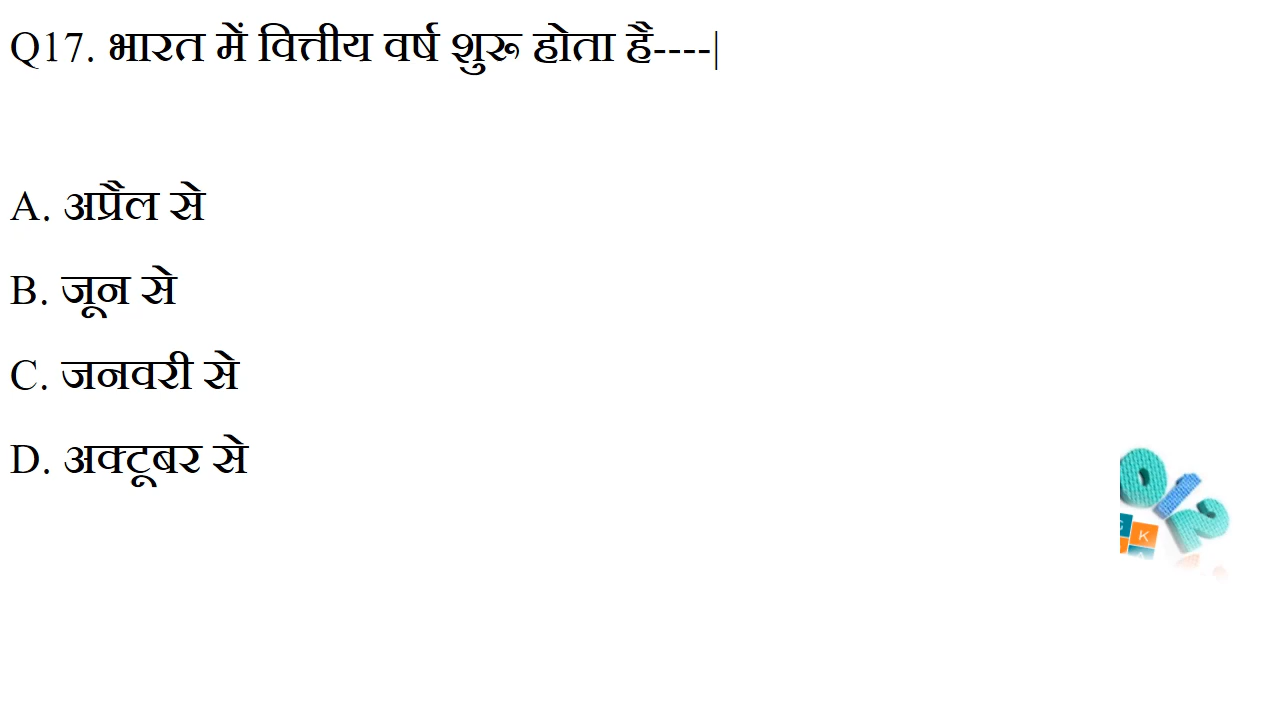 Q17. भारत में वित्तीय वर्ष शुरू होता है----|
A. अप्रैल से
B. जून से
C. जनवरी से
D. अक्टूबर से
K